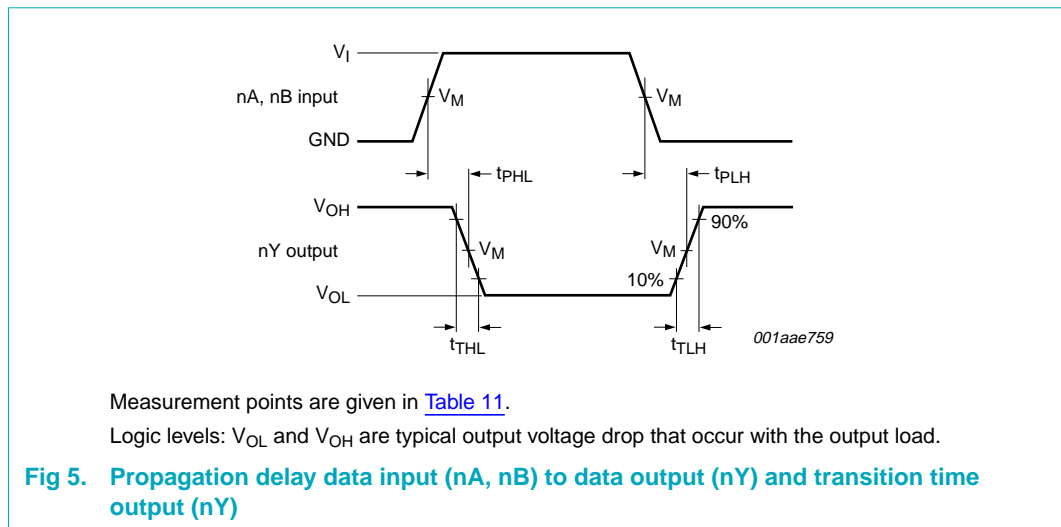 VI
nA, nB input
VM
VM
GND
tPHL
tPLH
VOH
90%
nY output
VM
VM
10%
VOL
tTHL
tTLH
001aae759
Measurement points are given in Table 11.
Logic levels: VOL and VOH are typical output voltage drop that occur with the output load.
Fig 5. Propagation delay data input (nA, nB) to data output (nY) and transition time
output (nY)